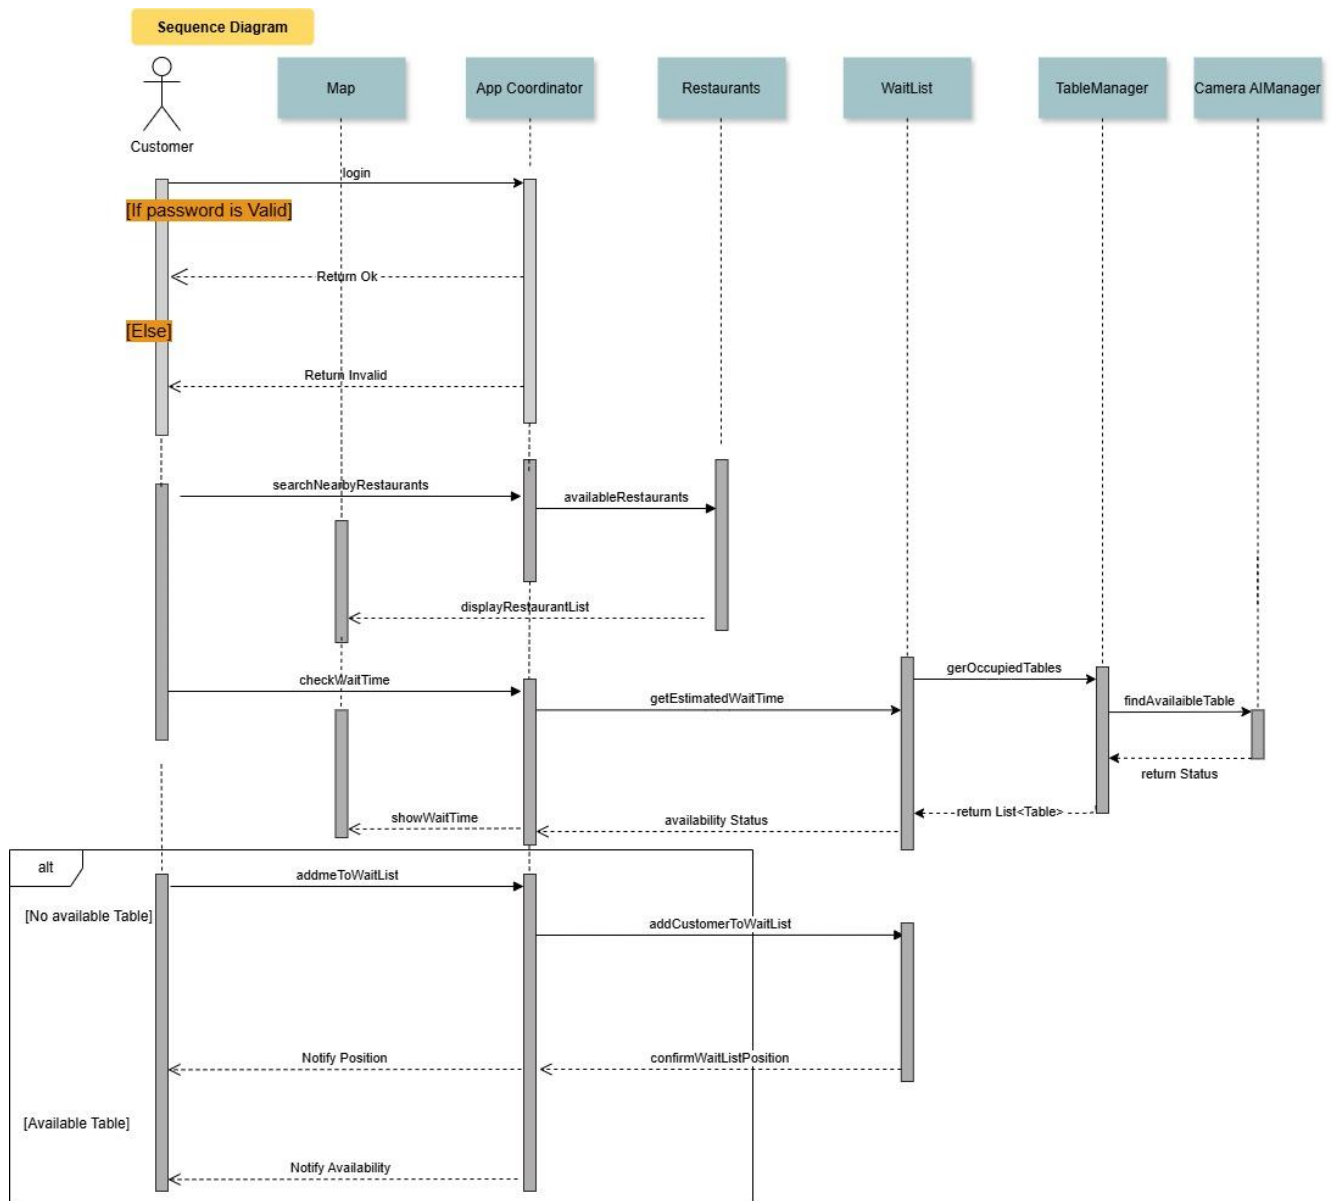 Sequence Diagram
Map
App Coordinator
Restaurants
WaitList
TableManager
Camera AIManager
Customer
login
[If password is Valid]
Return Ok
[Else]
Return Invalid
searchNearbyRestaurants
availableRestaurants
displayRestaurantList
checkWaitTime
getEstimatedWaitTime
gerOccupiedTables
findAvailaibleTable
return Status
return List<Table>
showWaitTime
availability Status
alt
addmeToWaitList
[No available Table]
addCustomerToWaitList
Notify Position
confirmWaitListPosition
[Available Table]
Notify Availability